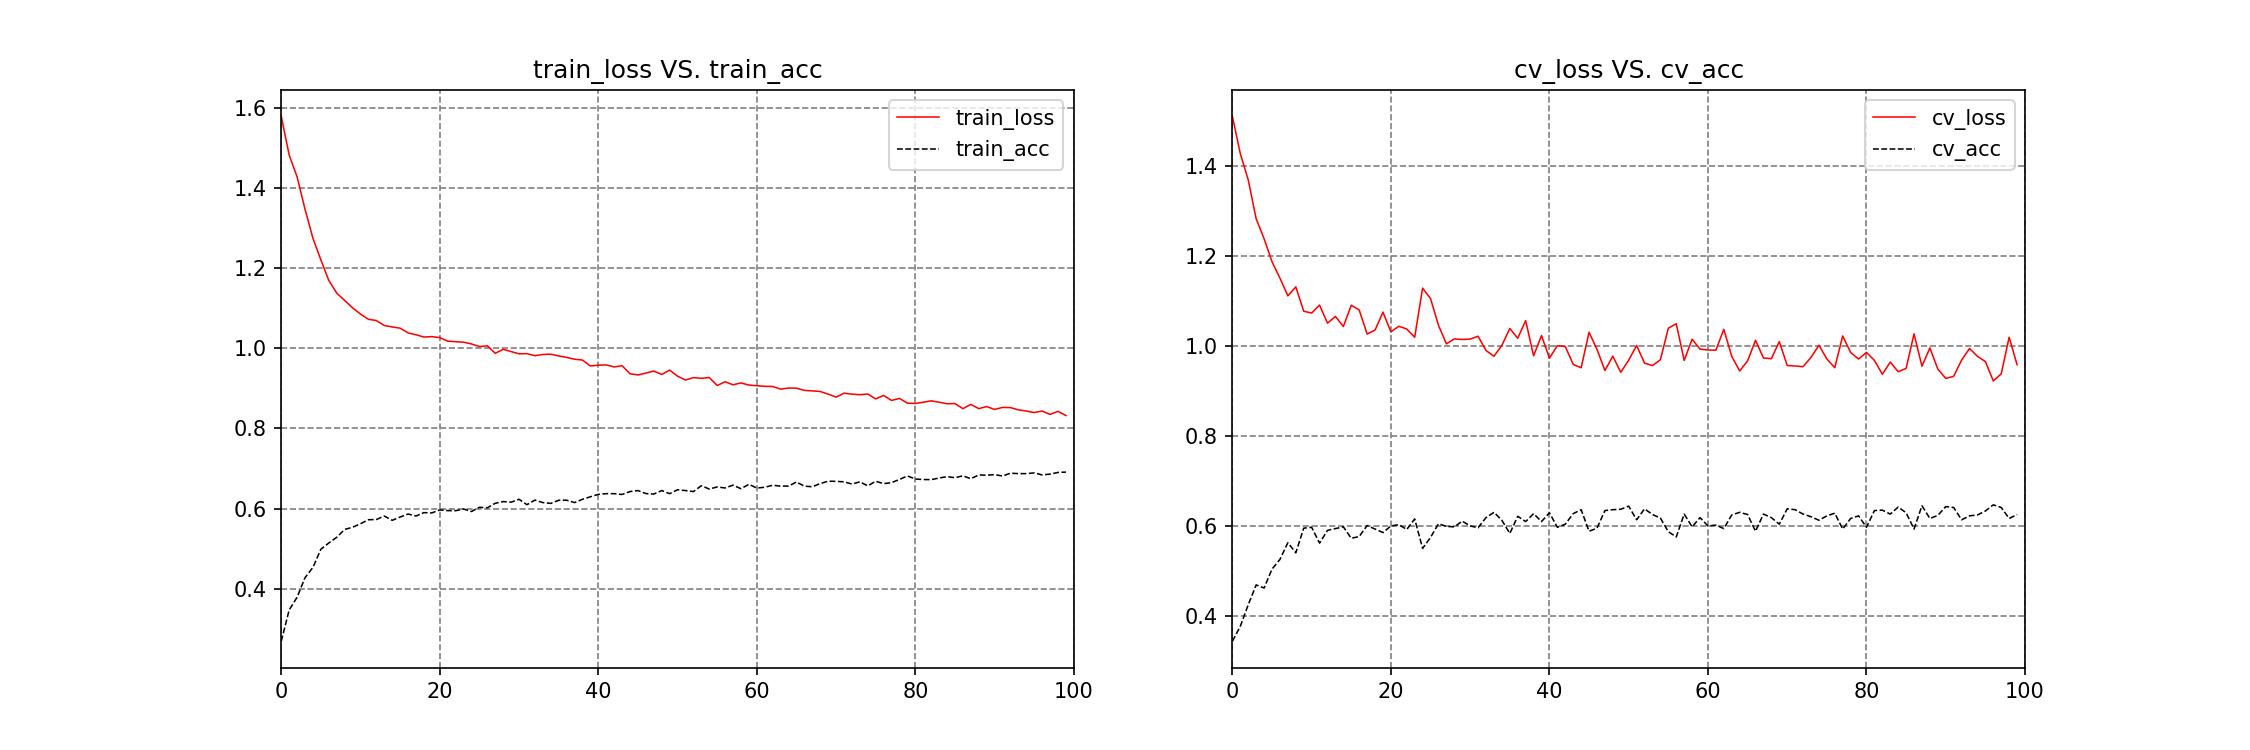 train_loss VS. train_acc
1.6
1.4
1.2
1.0
0.8
0.6
0.4
0 20 40 60 80 100
train_loss
train_acc
cv_loss VS. cv_acc
1.4
1.2
1.0
0.8
0.6
0.4
0 20 40 60 80 100
cv_loss
cv_acc